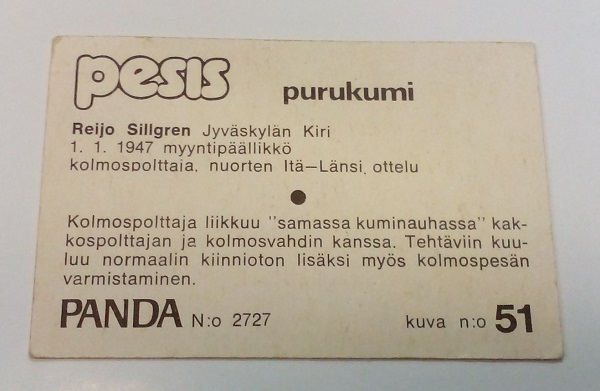 pesis purukumi
Reijo Sillgren Jyväskylän Kiri
1. 1. 1947 myyntipäällikkö
kolmospolttaja, nuorten Itä—Länsi, ottelu
Kolmospolttaja liikkuu "samassa kuminauhassa" kak-
kospolttajan ja kolmosvahdin kanssa. Tehtäviin kuu-
luu normaalin kiinnioton lisäksi myös kolmospesän
varmistaminen.
PANDA N:o 2727 kuva n:o 51